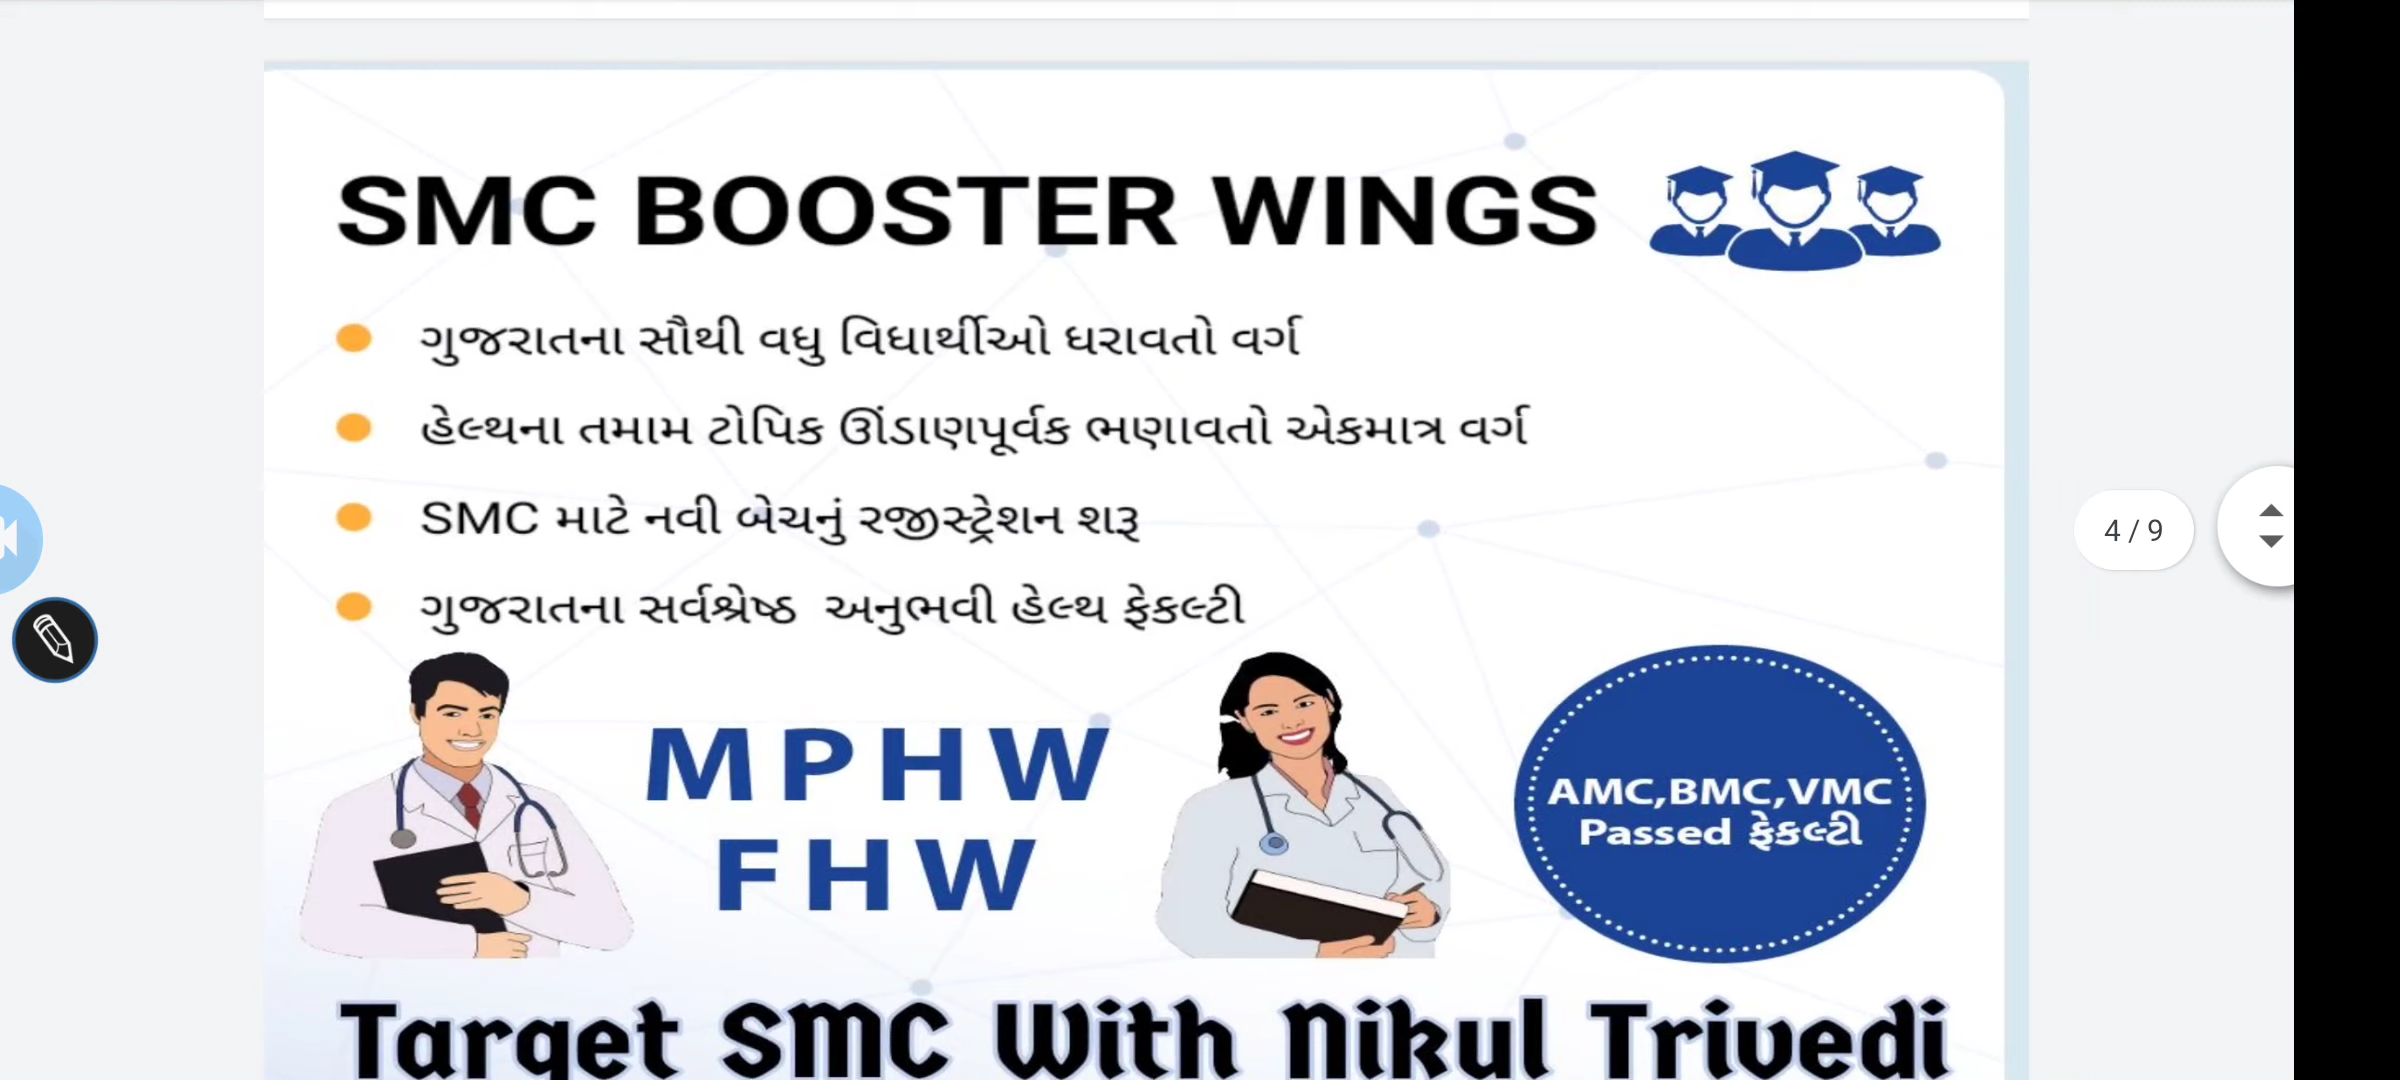 SMC BOOSTER WINGS
ગુજરાતના સૌથી વધુ વિધાર્થીઓ ધરાવતો વર્ગ
હેલ્થના તમામ ટોપિક ઊંડાણપૂર્વક ભણાવતો એકમાત્ર વર્ગ
SMC માટે નવી બેચનું રજીસ્ટ્રેશન શરૂ
ગુજરાતના સર્વશ્રેષ્ઠ અનુભવી હેલ્થ ફેકલ્ટી
4 / 9
MPHW
FHW
AMC,BMC,VMC
Passed ફેકલ્ટી
Target SMC With Nikul Trivedi